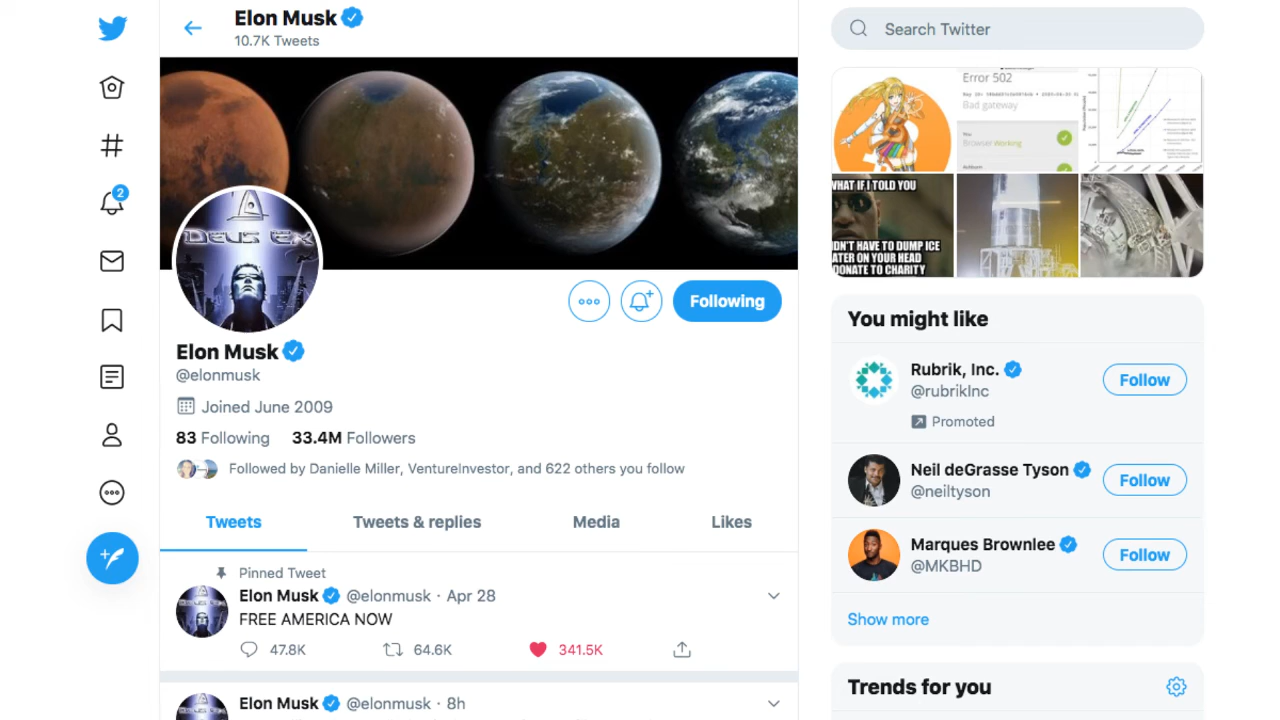 Elon Musk
10.7K Tweets
Search Twitter
Error 502
Bad gateway
You
Browser Working
WHAT IF I TOLD YOU
DN'T HAVE TO DUMP ICE
ATER ON YOUR HEAD
DONATE TO CHARITY
2
DEUS EX
Following
Elon Musk
@elonmusk
Joined June 2009
83 Following 33.4M Followers
Followed by Danielle Miller, VentureInvestor, and 622 others you follow
Tweets Tweets & replies Media Likes
Pinned Tweet
Elon Musk @elonmusk · Apr 28
FREE AMERICA NOW
47.8K 64.6K 341.5K
Elon Musk @elonmusk · 8h
You might like
Rubrik, Inc.
@rubrikInc
Follow
Promoted
Neil deGrasse Tyson
@neiltyson
Follow
Marques Brownlee
@MKBHD
Follow
Show more
Trends for you